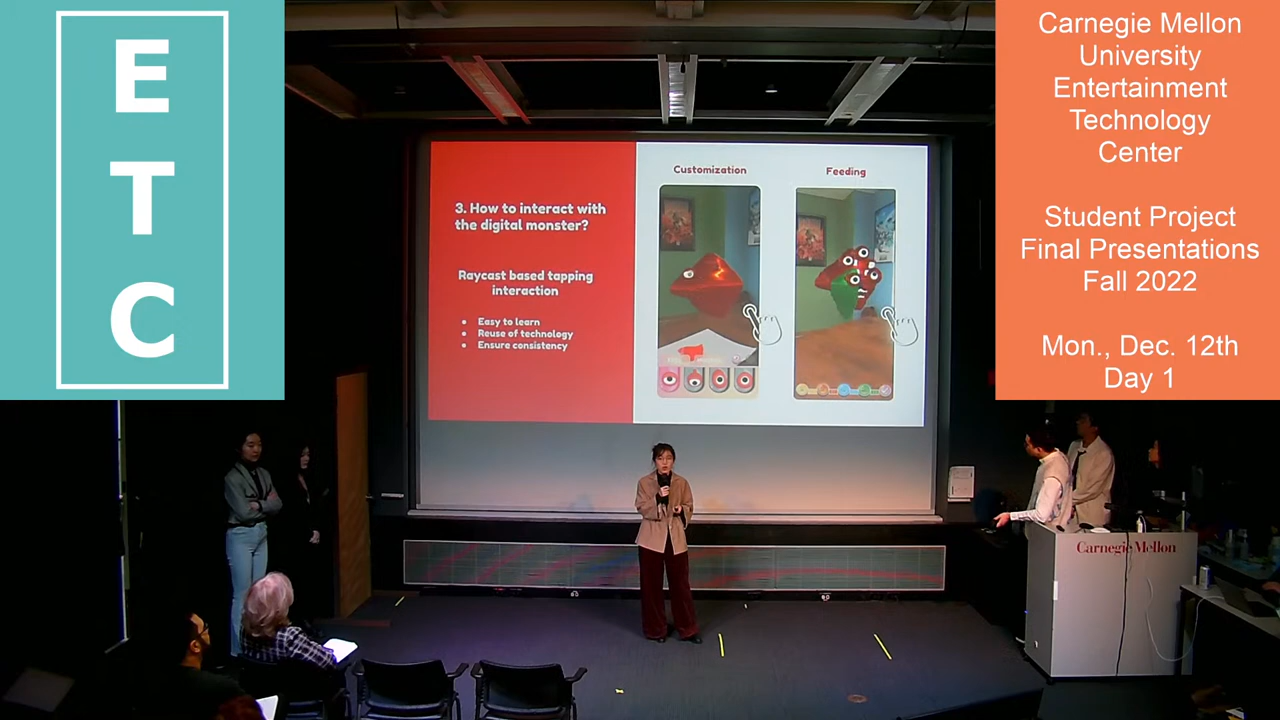 E
T
C
Carnegie Mellon
University
Entertainment
Technology
Center
Student Project
Final Presentations
Fall 2022
Mon., Dec. 12th
Day 1
3. How to interact with
the digital monster?
Raycast based tapping
interaction
• Easy to learn
• Reuse of technology
• Ensure consistency
Customization
Feeding
Carnegie Mellon